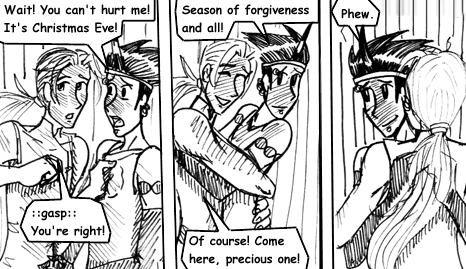 Wait! You can't hurt me!
It's Christmas Eve!
::gasp::
You're right!
Season of forgiveness
and all!
Of course! Come
here, precious one!
Phew.